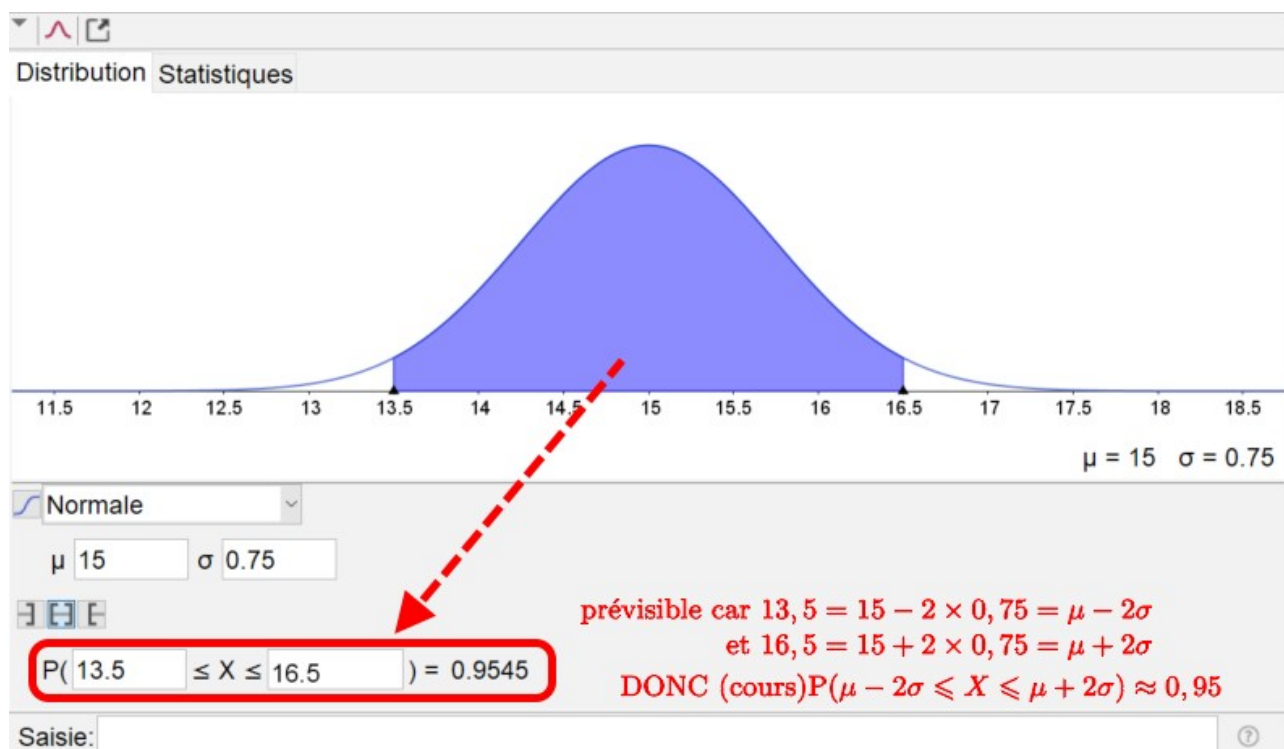 Distribution Statistiques
11.5 12 12.5 13 13.5 14 14.5 15 15.5 16 16.5 17 17.5 18 18.5
μ = 15 σ = 0.75
Normale
μ 15 σ 0.75
prévisible car 13,5 = 15 − 2 × 0,75 = μ − 2σ
et 16,5 = 15 + 2 × 0,75 = μ + 2σ
P( 13.5 ≤ X ≤ 16.5 ) = 0.9545
DONC (cours)P(μ − 2σ ⩽ X ⩽ μ + 2σ) ≈ 0,95
Saisie: